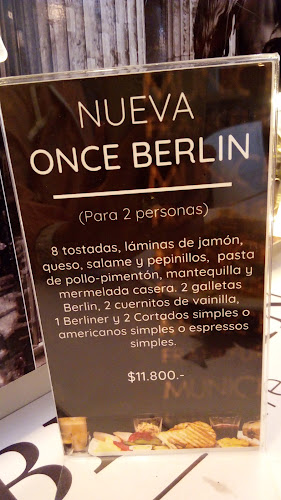 NUEVA
ONCE BERLIN
(Para 2 personas)
8 tostadas, láminas de jamón,
queso, salame y pepinillos, pasta
de pollo-pimentón, mantequilla y
mermelada casera. 2 galletas
Berlin, 2 cuernitos de vainilla,
1 Berliner y 2 Cortados simples o
americanos simples o espressos
simples.
$11.800.-